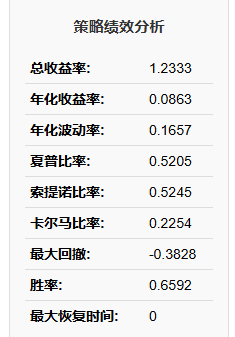 策略绩效分析
总收益率: 1.2333
年化收益率: 0.0863
年化波动率: 0.1657
夏普比率: 0.5205
索提诺比率: 0.5245
卡尔马比率: 0.2254
最大回撤: -0.3828
胜率: 0.6592
最大恢复时间: 0